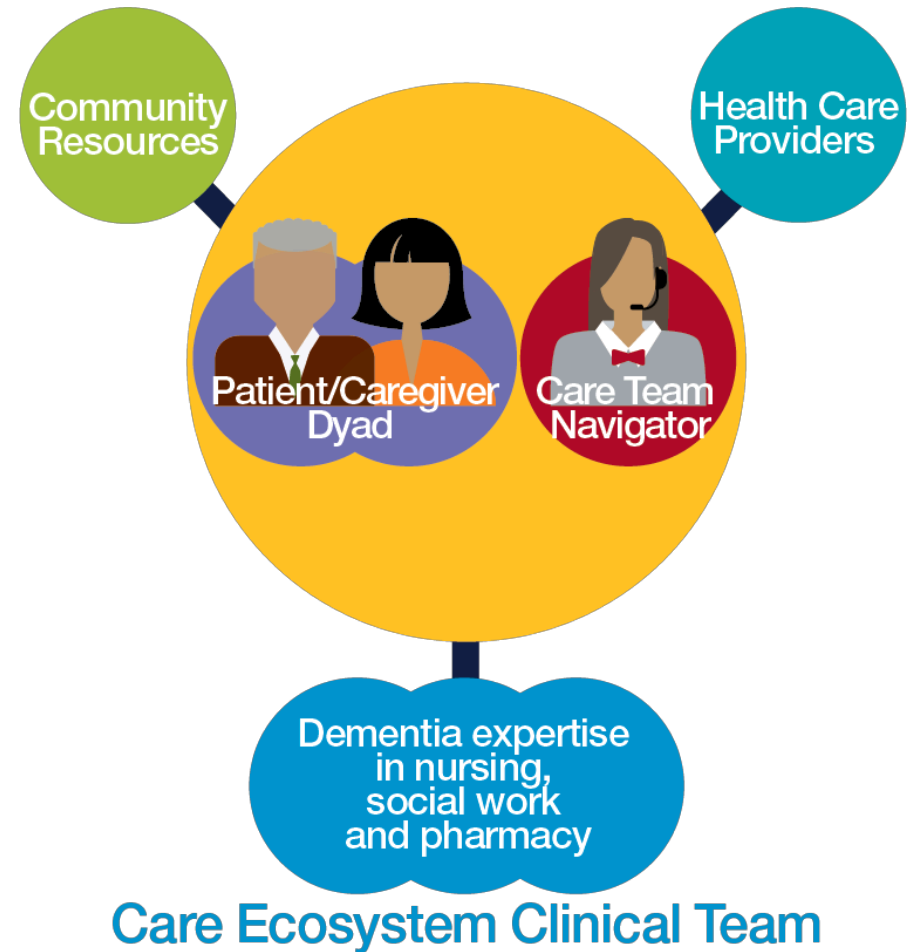 Community
Resources
Health Care
Providers
Patient/Caregiver
Dyad
Care Team
Navigator
Dementia expertise
in nursing,
social work
and pharmacy
Care Ecosystem Clinical Team